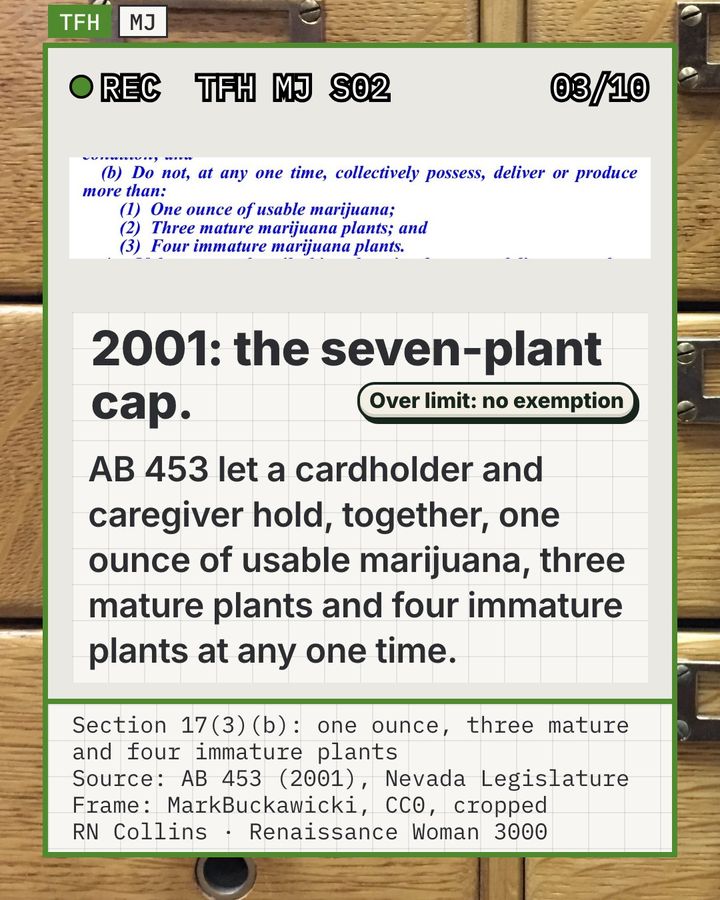 TFH MJ
REC TFH MJ S02 03/10
condition; and
(b) Do not, at any one time, collectively possess, deliver or produce
more than:
(1) One ounce of usable marijuana;
(2) Three mature marijuana plants; and
(3) Four immature marijuana plants.
2001: the seven-plant
cap.
Over limit: no exemption
AB 453 let a cardholder and
caregiver hold, together, one
ounce of usable marijuana, three
mature plants and four immature
plants at any one time.
Section 17(3)(b): one ounce, three mature
and four immature plants
Source: AB 453 (2001), Nevada Legislature
Frame: MarkBuckawicki, CC0, cropped
RN Collins · Renaissance Woman 3000